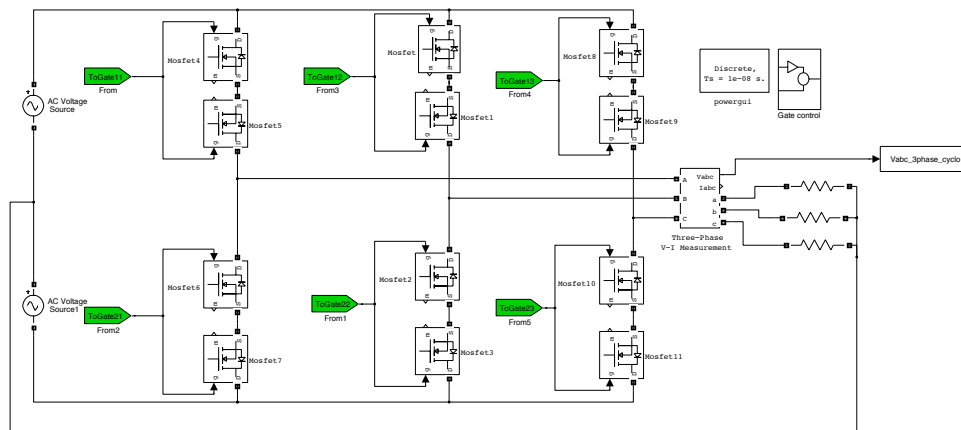 Mosfet4
ToGate11
From
Mosfet5
Mosfet
ToGate12
From3
Mosfet1
Mosfet8
ToGate13
From4
Mosfet9
Discrete,
Ts = 1e-08 s.
powergui
Gate control
AC Voltage
Source
Vabc
Iabc
A
B
C
a
b
c
Three-Phase
V-I Measurement
Vabc_3phase_cyclo
AC Voltage
Source1
Mosfet6
ToGate21
From2
Mosfet7
Mosfet2
ToGate22
From1
Mosfet3
Mosfet10
ToGate23
From5
Mosfet11